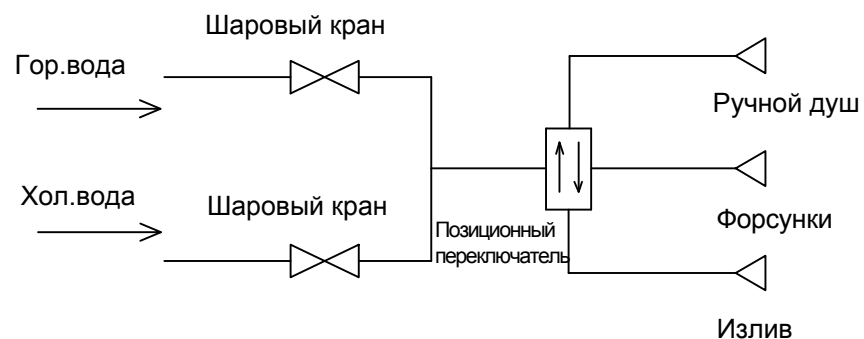 Шаровый кран
Гор.вода
Ручной душ
Хол.вода
Шаровый кран
Форсунки
Позиционный
переключатель
Излив